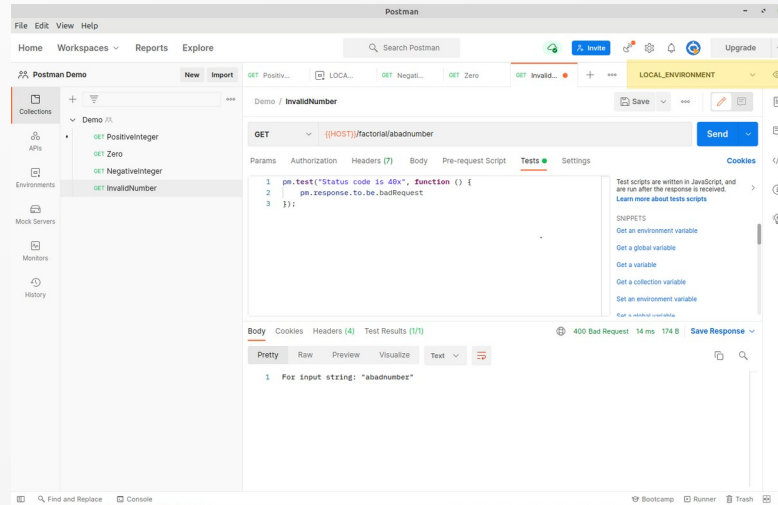 Postman
File Edit View Help
Home Workspaces Reports Explore Search Postman Invite Upgrade
Postman Demo New Import GET Positiv... LOCA... GET Negati... GET Zero GET Invalid... LOCAL_ENVIRONMENT
Collections
APIs
Environments
Mock Servers
Monitors
History
Demo
GET PositiveInteger
GET Zero
GET NegativeInteger
GET InvalidNumber
Demo / InvalidNumber Save
GET {{HOST}}/factorial/abadnumber Send
Params Authorization Headers (7) Body Pre-request Script Tests Settings Cookies
1 pm.test("Status code is 40x", function () {
2 pm.response.to.be.badRequest
3 });
Test scripts are written in JavaScript, and
are run after the response is received.
Learn more about tests scripts
SNIPPETS
Get an environment variable
Get a global variable
Get a variable
Get a collection variable
Set an environment variable
Set a global variable
Body Cookies Headers (4) Test Results (1/1) 400 Bad Request 14 ms 174 B Save Response
Pretty Raw Preview Visualize Text
1 For input string: "abadnumber"
Find and Replace Console Bootcamp Runner Trash